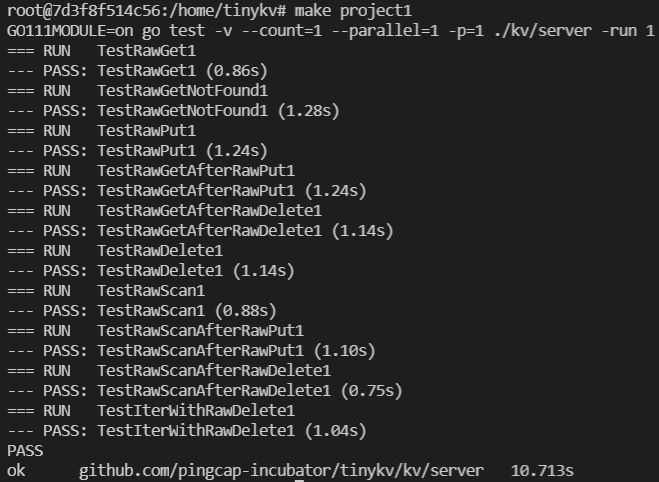 root@7d3f8f514c56:/home/tinykv# make project1
GO111MODULE=on go test -v --count=1 --parallel=1 -p=1 ./kv/server -run 1
=== RUN   TestRawGet1
--- PASS: TestRawGet1 (0.86s)
=== RUN   TestRawGetNotFound1
--- PASS: TestRawGetNotFound1 (1.28s)
=== RUN   TestRawPut1
--- PASS: TestRawPut1 (1.24s)
=== RUN   TestRawGetAfterRawPut1
--- PASS: TestRawGetAfterRawPut1 (1.24s)
=== RUN   TestRawGetAfterRawDelete1
--- PASS: TestRawGetAfterRawDelete1 (1.14s)
=== RUN   TestRawDelete1
--- PASS: TestRawDelete1 (1.14s)
=== RUN   TestRawScan1
--- PASS: TestRawScan1 (0.88s)
=== RUN   TestRawScanAfterRawPut1
--- PASS: TestRawScanAfterRawPut1 (1.10s)
=== RUN   TestRawScanAfterRawDelete1
--- PASS: TestRawScanAfterRawDelete1 (0.75s)
=== RUN   TestIterWithRawDelete1
--- PASS: TestIterWithRawDelete1 (1.04s)
PASS
ok      github.com/pingcap-incubator/tinykv/kv/server   10.713s